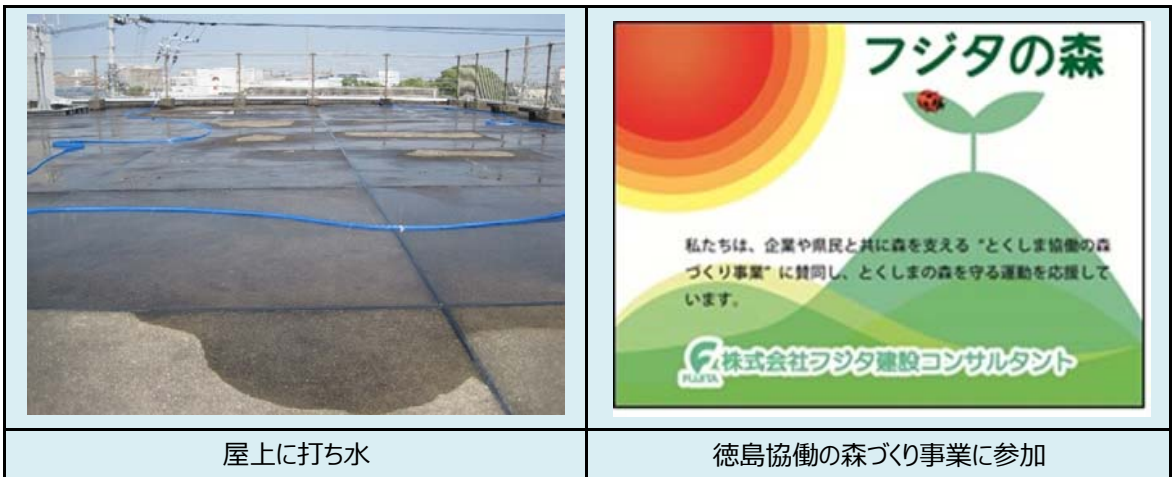 フジタの森
私たちは、企業や県民と共に森を支える “とくしま協働の森
づくり事業” に賛同し、とくしまの森を守る運動を応援して
います。
FUJITA
株式会社フジタ建設コンサルタント
屋上に打ち水
徳島協働の森づくり事業に参加